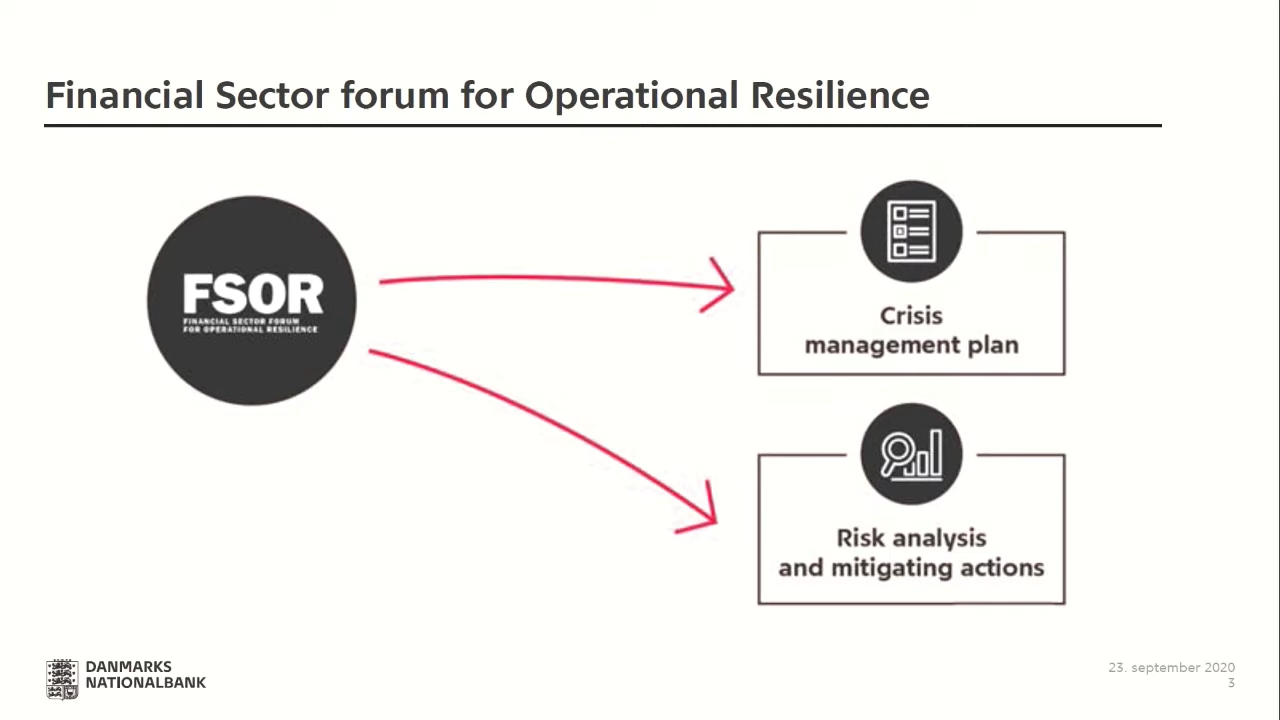 Financial Sector forum for Operational Resilience
FSOR
FINANCIAL SECTOR FORUM
FOR OPERATIONAL RESILIENCE
Crisis
management plan
Risk analysis
and mitigating actions
DANMARKS
NATIONALBANK
23. september 2020
3